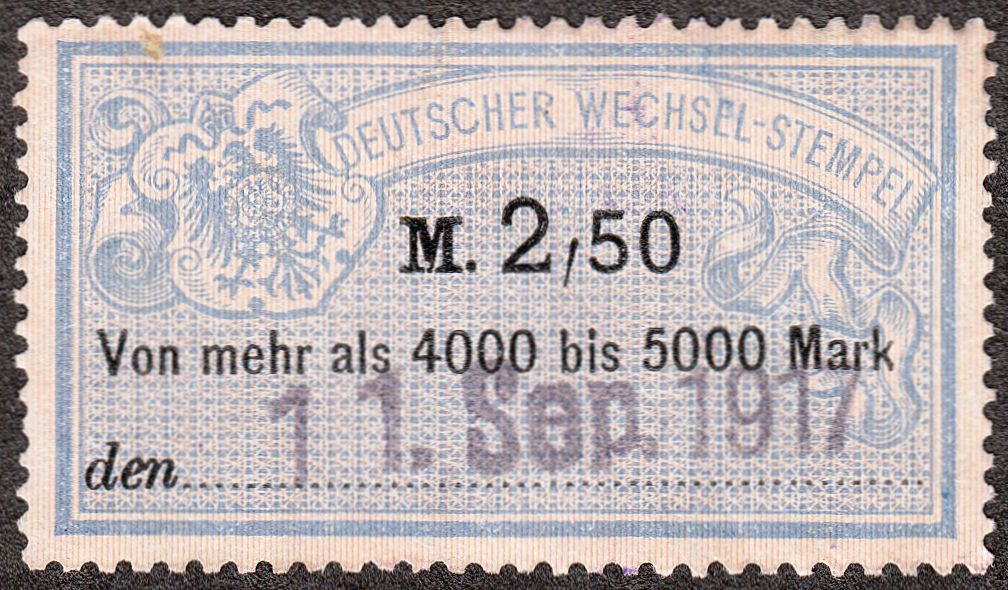 DEUTSCHER WECHSEL-STEMPEL
M. 2,50
Von mehr als 4000 bis 5000 Mark
11. Sep. 1917
den